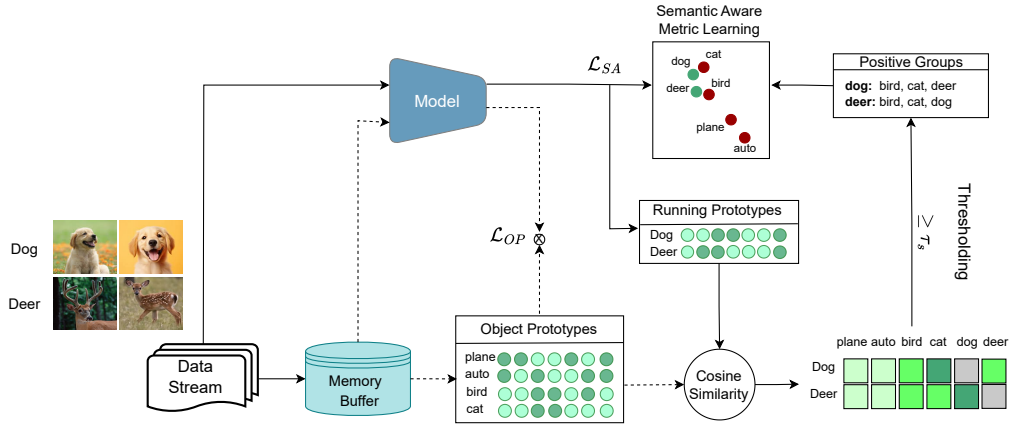 Semantic Aware
Metric Learning
ℒ_SA
cat
dog
bird
deer
plane
auto
Positive Groups
dog: bird, cat, deer
deer: bird, cat, dog
Model
Thresholding
≥ τ_s
Running Prototypes
Dog
Deer
ℒ_OP
⊗
Dog
Deer
Data
Stream
Memory
Buffer
Object Prototypes
plane
auto
bird
cat
Cosine
Similarity
plane auto bird cat dog deer
Dog
Deer